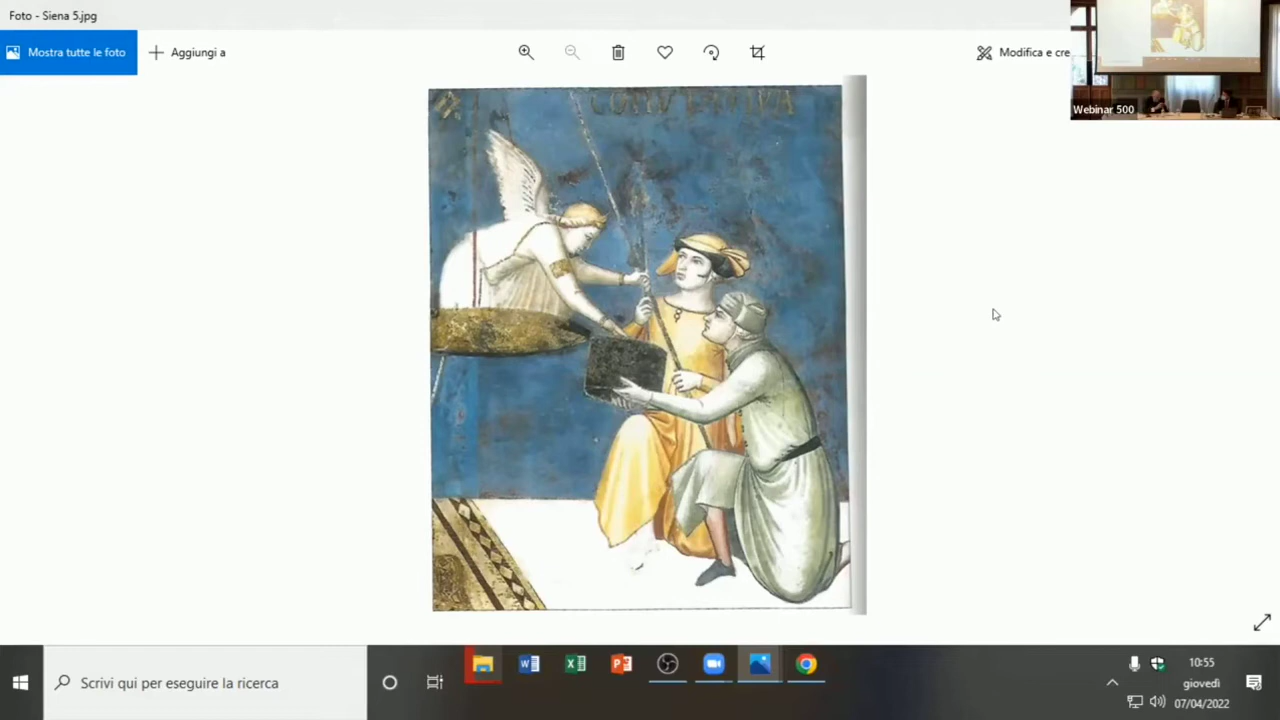 Foto - Siena 5.jpg
Mostra tutte le foto
Aggiungi a
Modifica e cre
Webinar 500
Scrivi qui per eseguire la ricerca
10:55
giovedì
07/04/2022